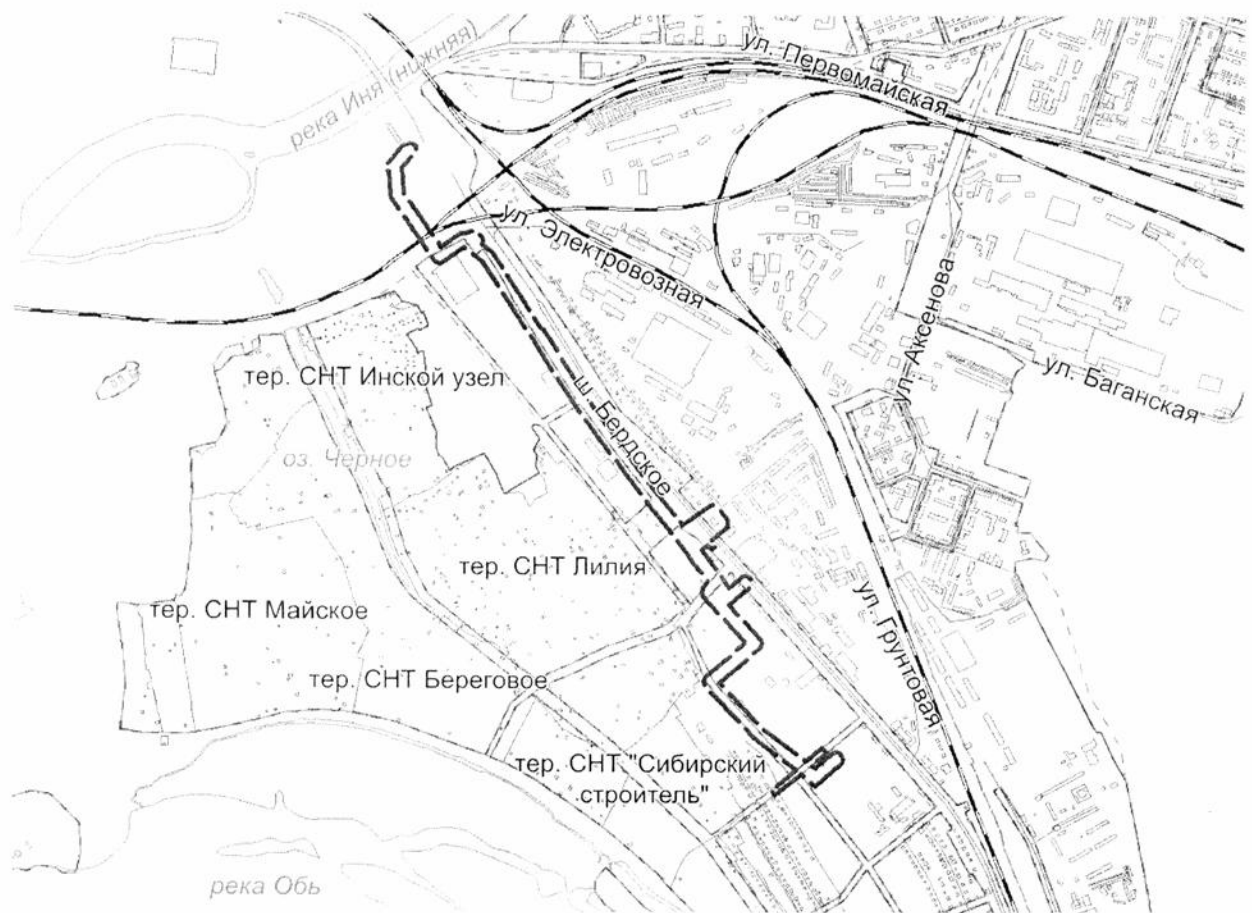 ул. Первомайская
река Иня (нижняя)
ул. Электровозная
ул. Аксенова
ул. Баганская
ш. Бердское
тер. СНТ Инской узел
оз. Черное
тер. СНТ Лилия
тер. СНТ Майское
ул. Грунтовая
тер. СНТ Береговое
тер. СНТ "Сибирский
строитель"
река Обь